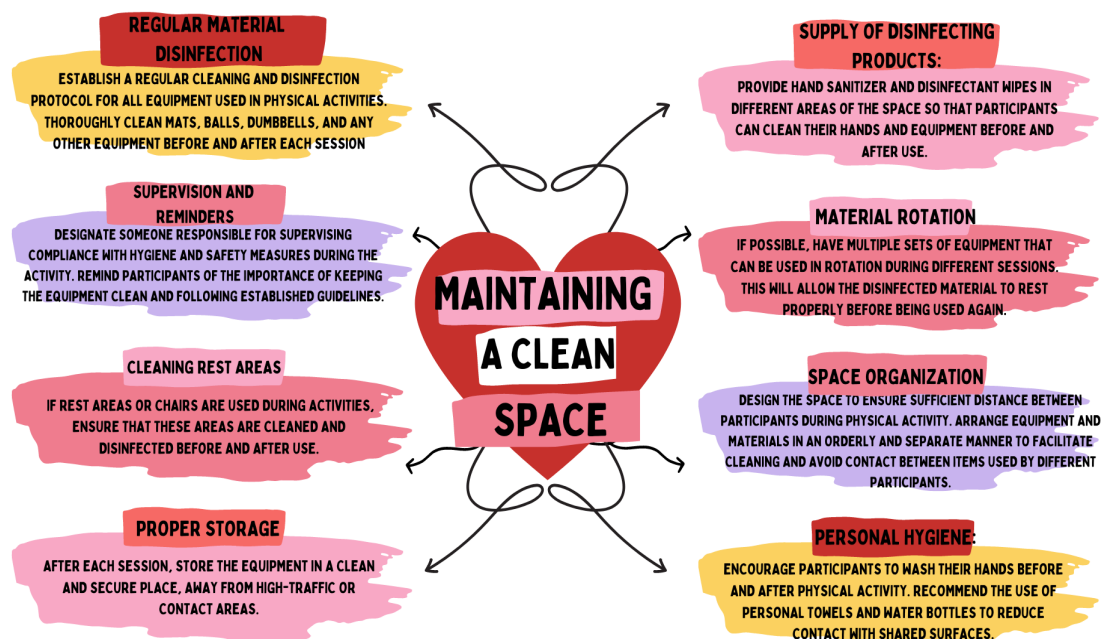 REGULAR MATERIAL
DISINFECTION
ESTABLISH A REGULAR CLEANING AND DISINFECTION
PROTOCOL FOR ALL EQUIPMENT USED IN PHYSICAL ACTIVITIES.
THOROUGHLY CLEAN MATS, BALLS, DUMBBELLS, AND ANY
OTHER EQUIPMENT BEFORE AND AFTER EACH SESSION
SUPERVISION AND
REMINDERS
DESIGNATE SOMEONE RESPONSIBLE FOR SUPERVISING
COMPLIANCE WITH HYGIENE AND SAFETY MEASURES DURING THE
ACTIVITY. REMIND PARTICIPANTS OF THE IMPORTANCE OF KEEPING
THE EQUIPMENT CLEAN AND FOLLOWING ESTABLISHED GUIDELINES.
CLEANING REST AREAS
IF REST AREAS OR CHAIRS ARE USED DURING ACTIVITIES,
ENSURE THAT THESE AREAS ARE CLEANED AND
DISINFECTED BEFORE AND AFTER USE.
PROPER STORAGE
AFTER EACH SESSION, STORE THE EQUIPMENT IN A CLEAN
AND SECURE PLACE, AWAY FROM HIGH-TRAFFIC OR
CONTACT AREAS.
MAINTAINING
A CLEAN
SPACE
SUPPLY OF DISINFECTING
PRODUCTS:
PROVIDE HAND SANITIZER AND DISINFECTANT WIPES IN
DIFFERENT AREAS OF THE SPACE SO THAT PARTICIPANTS
CAN CLEAN THEIR HANDS AND EQUIPMENT BEFORE AND
AFTER USE.
MATERIAL ROTATION
IF POSSIBLE, HAVE MULTIPLE SETS OF EQUIPMENT THAT
CAN BE USED IN ROTATION DURING DIFFERENT SESSIONS.
THIS WILL ALLOW THE DISINFECTED MATERIAL TO REST
PROPERLY BEFORE BEING USED AGAIN.
SPACE ORGANIZATION
DESIGN THE SPACE TO ENSURE SUFFICIENT DISTANCE BETWEEN
PARTICIPANTS DURING PHYSICAL ACTIVITY. ARRANGE EQUIPMENT AND
MATERIALS IN AN ORDERLY AND SEPARATE MANNER TO FACILITATE
CLEANING AND AVOID CONTACT BETWEEN ITEMS USED BY DIFFERENT
PARTICIPANTS.
PERSONAL HYGIENE:
ENCOURAGE PARTICIPANTS TO WASH THEIR HANDS BEFORE
AND AFTER PHYSICAL ACTIVITY. RECOMMEND THE USE OF
PERSONAL TOWELS AND WATER BOTTLES TO REDUCE
CONTACT WITH SHARED SURFACES.